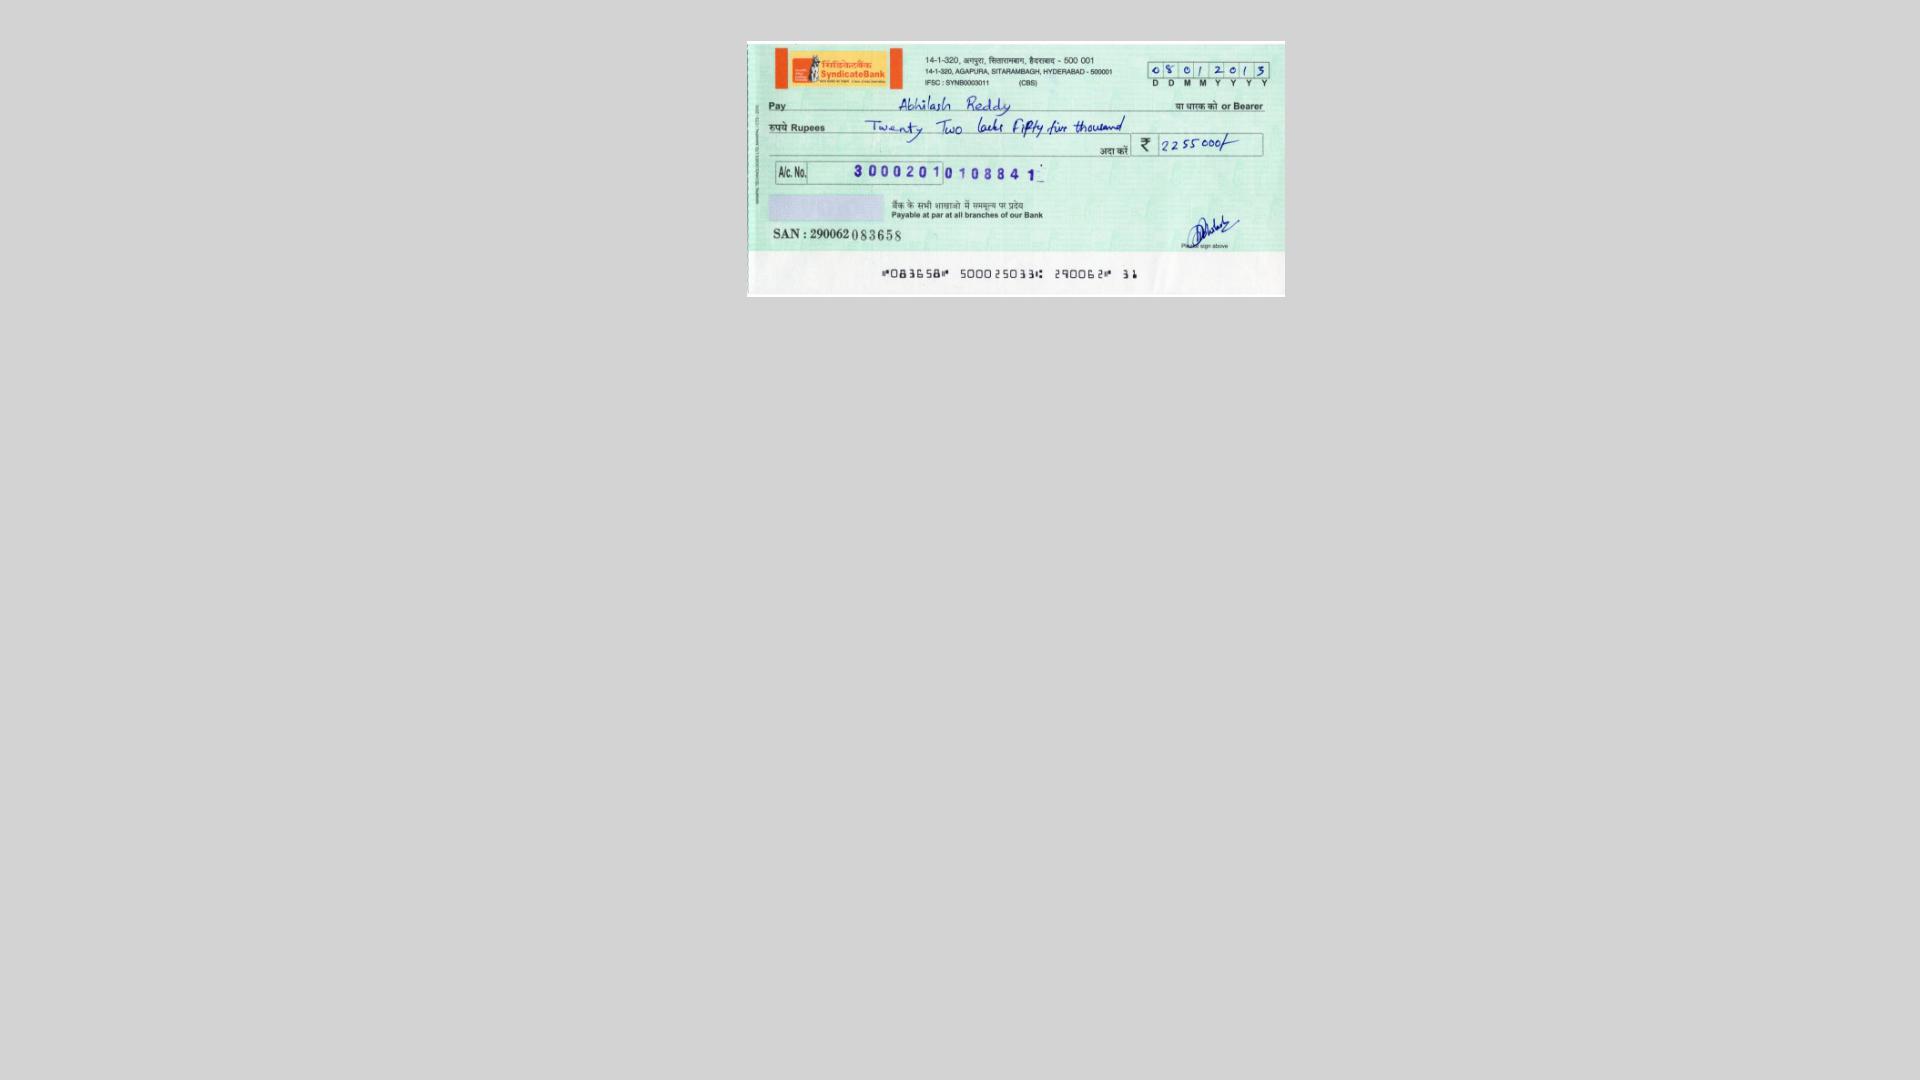 सिंडिकेटबैंक
SyndicateBank
14-1-320, अगपुरा, सितारामबाग, हैदराबाद - 500 001
14-1-320, AGAPURA, SITARAMBAGH, HYDERABAD - 500001
IFSC : SYNB0003011 (CBS)
0 8 0 1 2 0 1 3
D D M M Y Y Y Y
Pay Abhilash Reddy या धारक को or Bearer
रुपये Rupees Twenty Two lacks Fifty five thousand
अदा करें ₹ 2255000/-
A/c. No. 30002010108841
बैंक के सभी शाखाओ में सममूल्य पर प्रदेय
Payable at par at all branches of our Bank
SAN : 290062 083658
Please sign above
⑈083658⑈ 500025033⑆ 290062⑈ 31